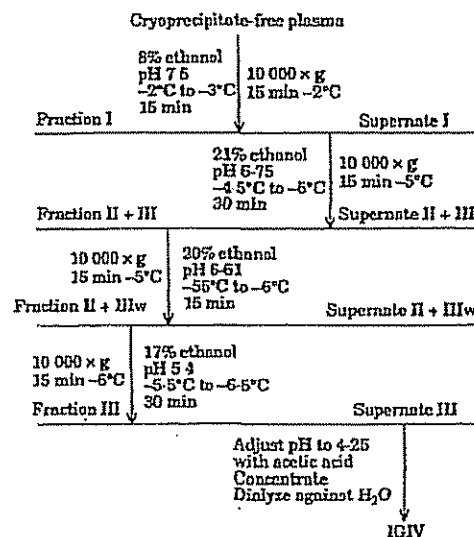 Cryoprecipitate-free plasma
8% ethanol
pH 7 5
–2°C to –3°C
15 min
10 000 × g
15 min –2°C
Fraction I
Supernate I
21% ethanol
pH 6-75
–4 5°C to –5°C
30 min
10 000 × g
15 min –5°C
Fraction II + III
Supernate II + III
10 000 × g
15 min –5°C
20% ethanol
pH 6-61
–55°C to –6°C
15 min
Fraction II + IIIw
Supernate II + IIIw
10 000 × g
15 min –6°C
17% ethanol
pH 5 4
–5-5°C to –6-5°C
30 min
Fraction III
Supernate III
Adjust pH to 4-25
with acetic acid
Concentrate
Dialyze against H₂O
IGIV